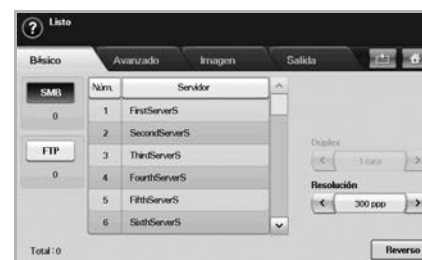 Listo
Básico
Avanzado
Imagen
Salida
SMB
0
FTP
0
Núm. Servidor
1 FirstServerS
2 SecondServerS
3 ThirdServerS
4 FourthServerS
5 FifthServerS
6 SixthServerS
Dúplex
1 cara
Resolución
300 ppp
Total : 0
Reverso